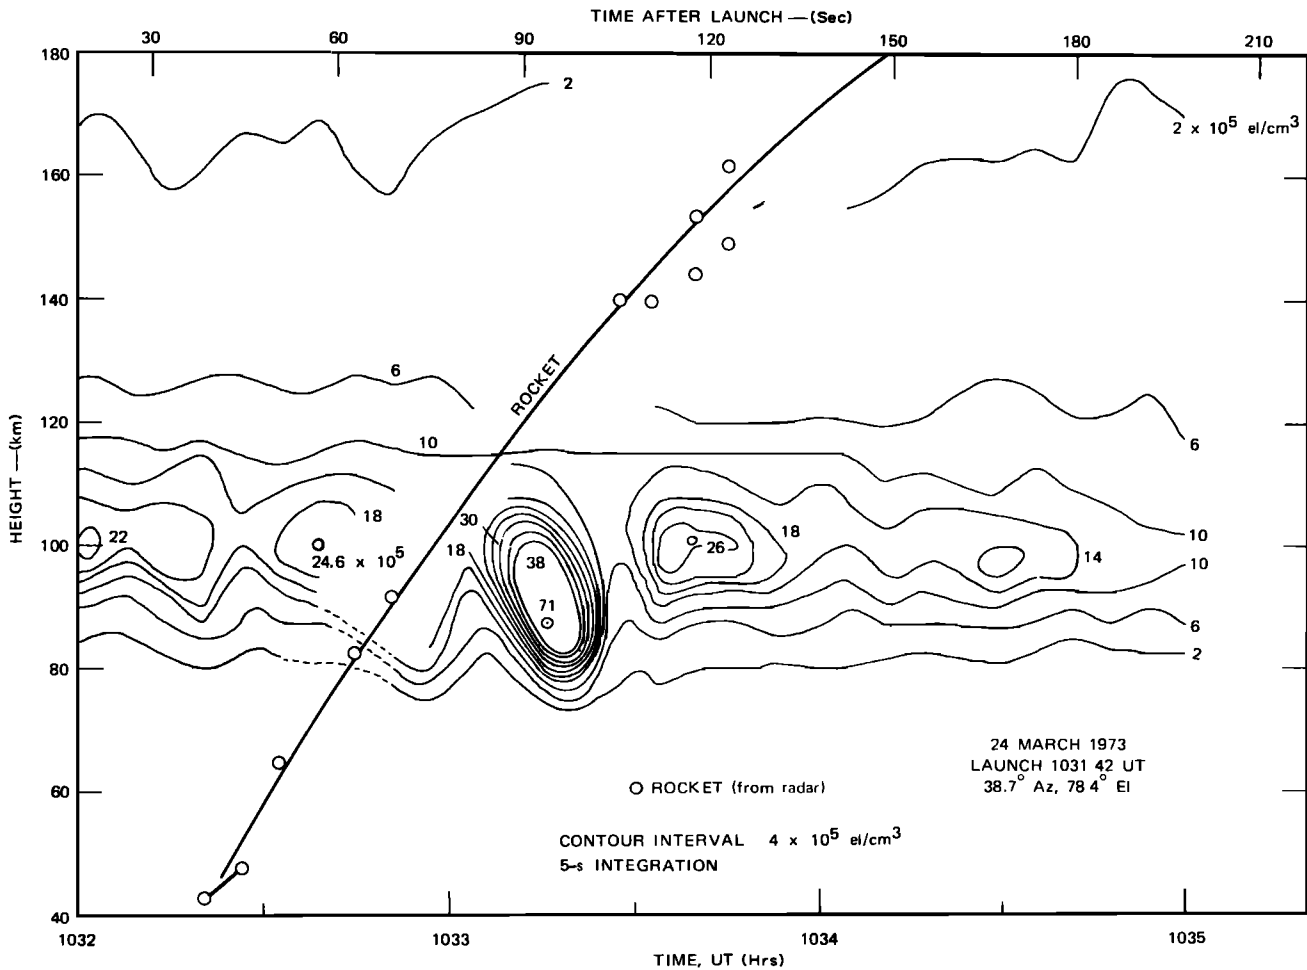 TIME AFTER LAUNCH —(Sec)
30 60 90 120 150 180 210
180
160
140
120
100
80
60
40
HEIGHT —(km)
2
2 x 10⁵ el/cm³
ROCKET
6
6
10
10
10
22
18
24.6 x 10⁵
30
18
38
71
26
18
14
6
2
24 MARCH 1973
LAUNCH 1031 42 UT
38.7° Az, 78 4° El
ROCKET (from radar)
CONTOUR INTERVAL 4 x 10⁵ el/cm³
5-s INTEGRATION
1032 1033 1034 1035
TIME, UT (Hrs)